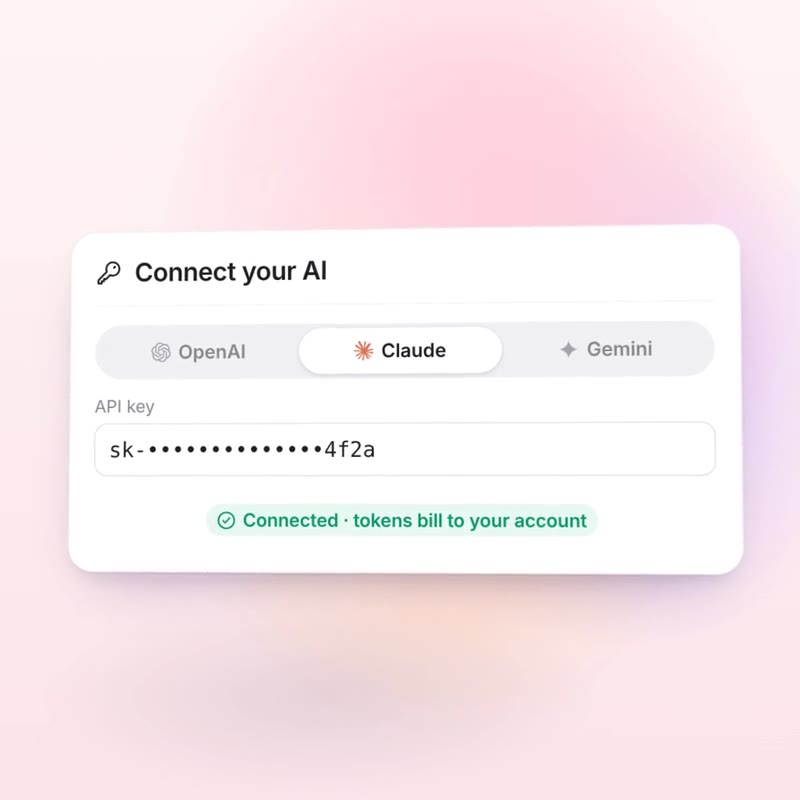 Connect your AI
OpenAI
Claude
Gemini
API key
sk-••••••••••••••4f2a
Connected · tokens bill to your account